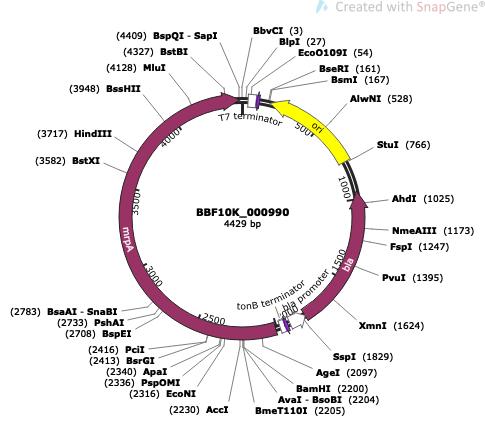 Created with SnapGene®
(4409) BspQI - SapI
(4327) BstBI
(4128) MluI
(3948) BssHII
(3717) HindIII
(3582) BstXI
BbvCI (3)
BlpI (27)
EcoO109I (54)
BseRI (161)
BsmI (167)
AlwNI (528)
StuI (766)
AhdI (1025)
NmeAIII (1173)
FspI (1247)
PvuI (1395)
XmnI (1624)
SspI (1829)
AgeI (2097)
BamHI (2200)
AvaI - BsoBI (2204)
BmeT110I (2205)
(2230) AccI
(2316) EcoNI
(2336) PspOMI
(2340) ApaI
(2413) BsrGI
(2416) PciI
(2708) BspEI
(2733) PshAI
(2783) BsaAI - SnaBI
T7 terminator
ori
bla
bla promoter
tonB terminator
mrpA
500
1000
1500
2500
3000
3500
4000
BBF10K_000990
4429 bp